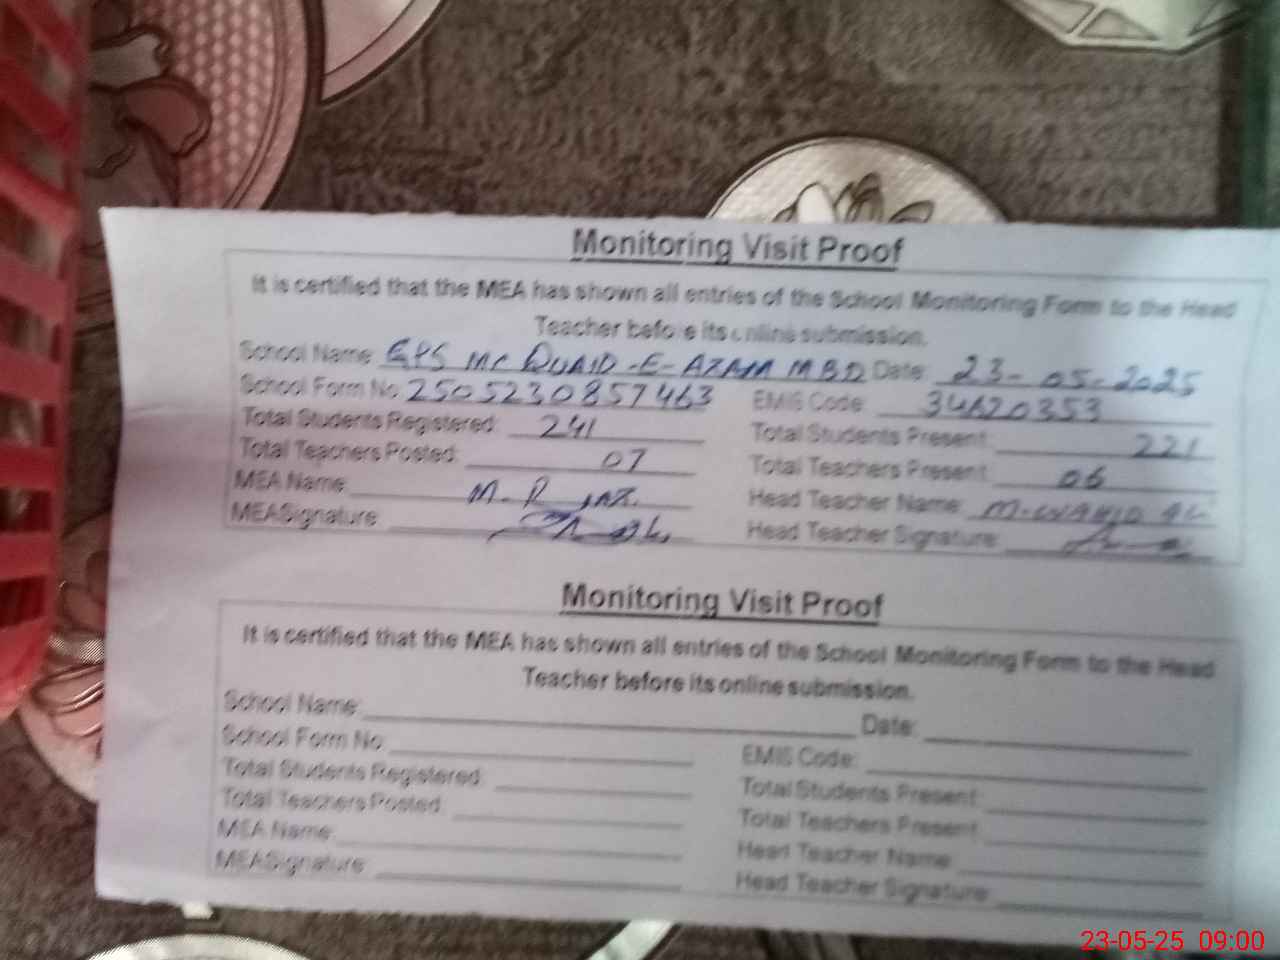 Monitoring Visit Proof
It is certified that the MEA has shown all entries of the School Monitoring Form to the Head
Teacher before its online submission.
School Name: GPS MC QUAID-E-AZAM MBD Date: 23-05-2025
School Form No 2505230857463 EMIS Code: 34620353
Total Students Registered: 241 Total Students Present: 221
Total Teachers Posted: 07 Total Teachers Present: 06
MEA Name: M. Head Teacher Name: M. WAHID
MEASignature: Head Teacher Signature:
Monitoring Visit Proof
It is certified that the MEA has shown all entries of the School Monitoring Form to the Head
Teacher before its online submission.
School Name: Date:
School Form No: EMIS Code:
Total Students Registered: Total Students Present:
Total Teachers Posted: Total Teachers Present:
MEA Name: Head Teacher Name:
MEASignature: Head Teacher Signature:
23-05-25 09:00